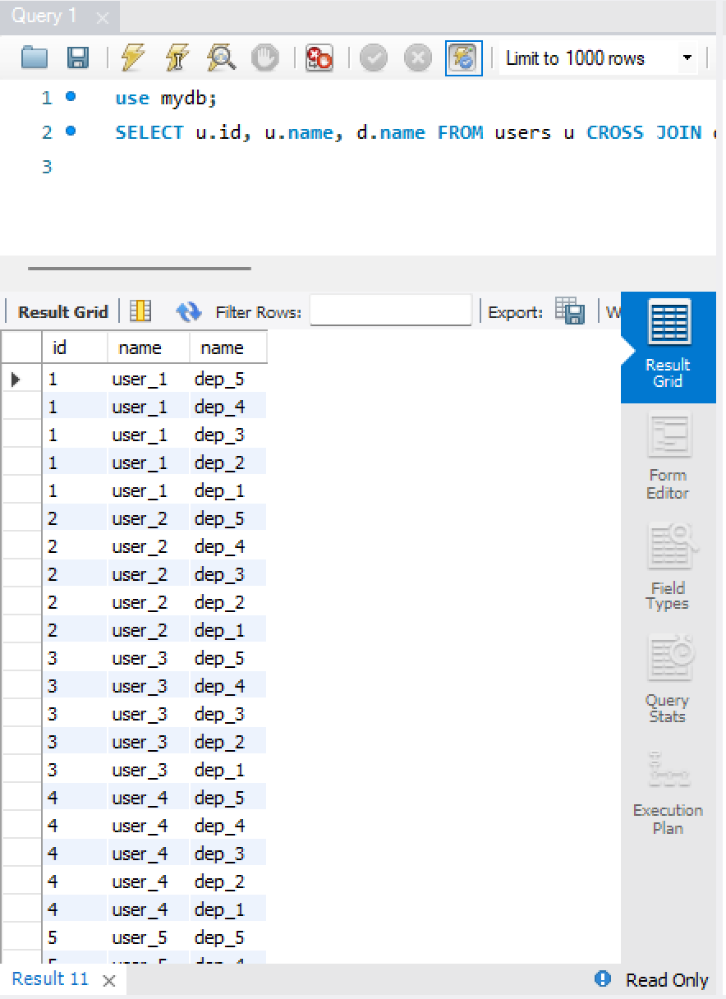 Query 1
Limit to 1000 rows
1 use mydb;
2 SELECT u.id, u.name, d.name FROM users u CROSS JOIN
3
Result Grid Filter Rows: Export:
id name name
1 user_1 dep_5
1 user_1 dep_4
1 user_1 dep_3
1 user_1 dep_2
1 user_1 dep_1
2 user_2 dep_5
2 user_2 dep_4
2 user_2 dep_3
2 user_2 dep_2
2 user_2 dep_1
3 user_3 dep_5
3 user_3 dep_4
3 user_3 dep_3
3 user_3 dep_2
3 user_3 dep_1
4 user_4 dep_5
4 user_4 dep_4
4 user_4 dep_3
4 user_4 dep_2
4 user_4 dep_1
5 user_5 dep_5
Result
Grid
Form
Editor
Field
Types
Query
Stats
Execution
Plan
Result 11
Read Only